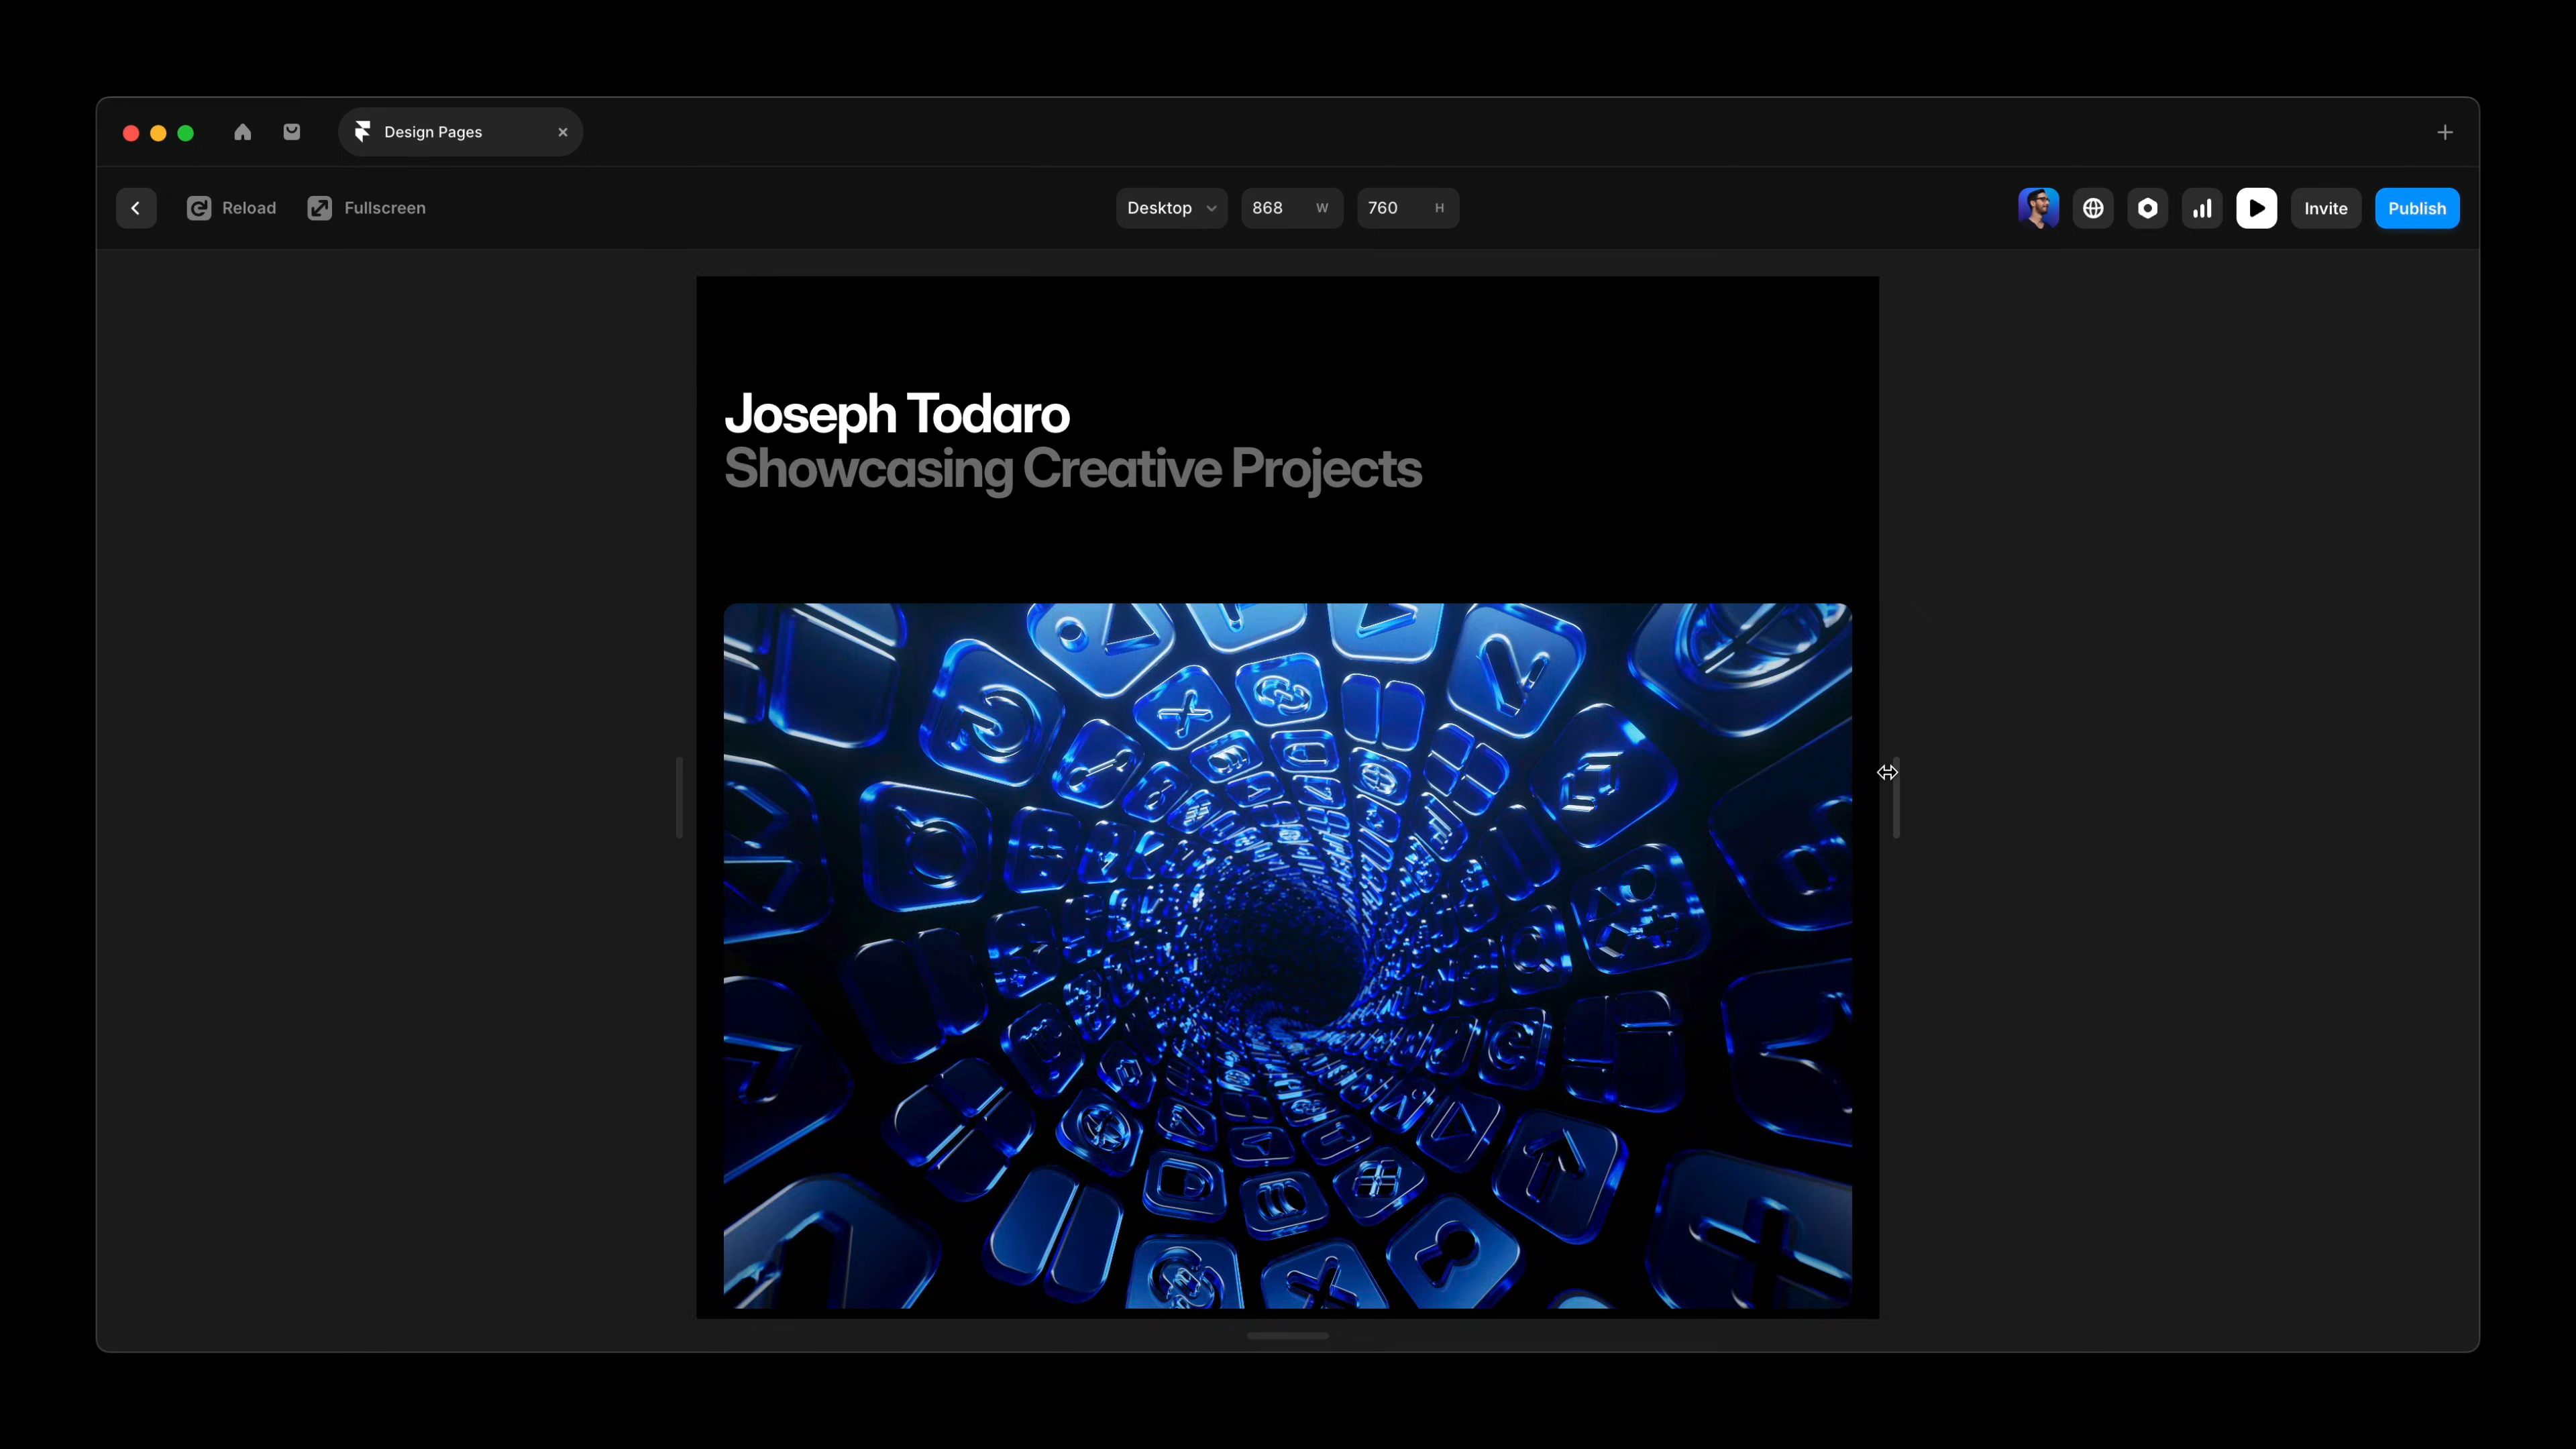 Design Pages
Reload
Fullscreen
Desktop
868 W
760 H
Invite
Publish
Joseph Todaro
Showcasing Creative Projects